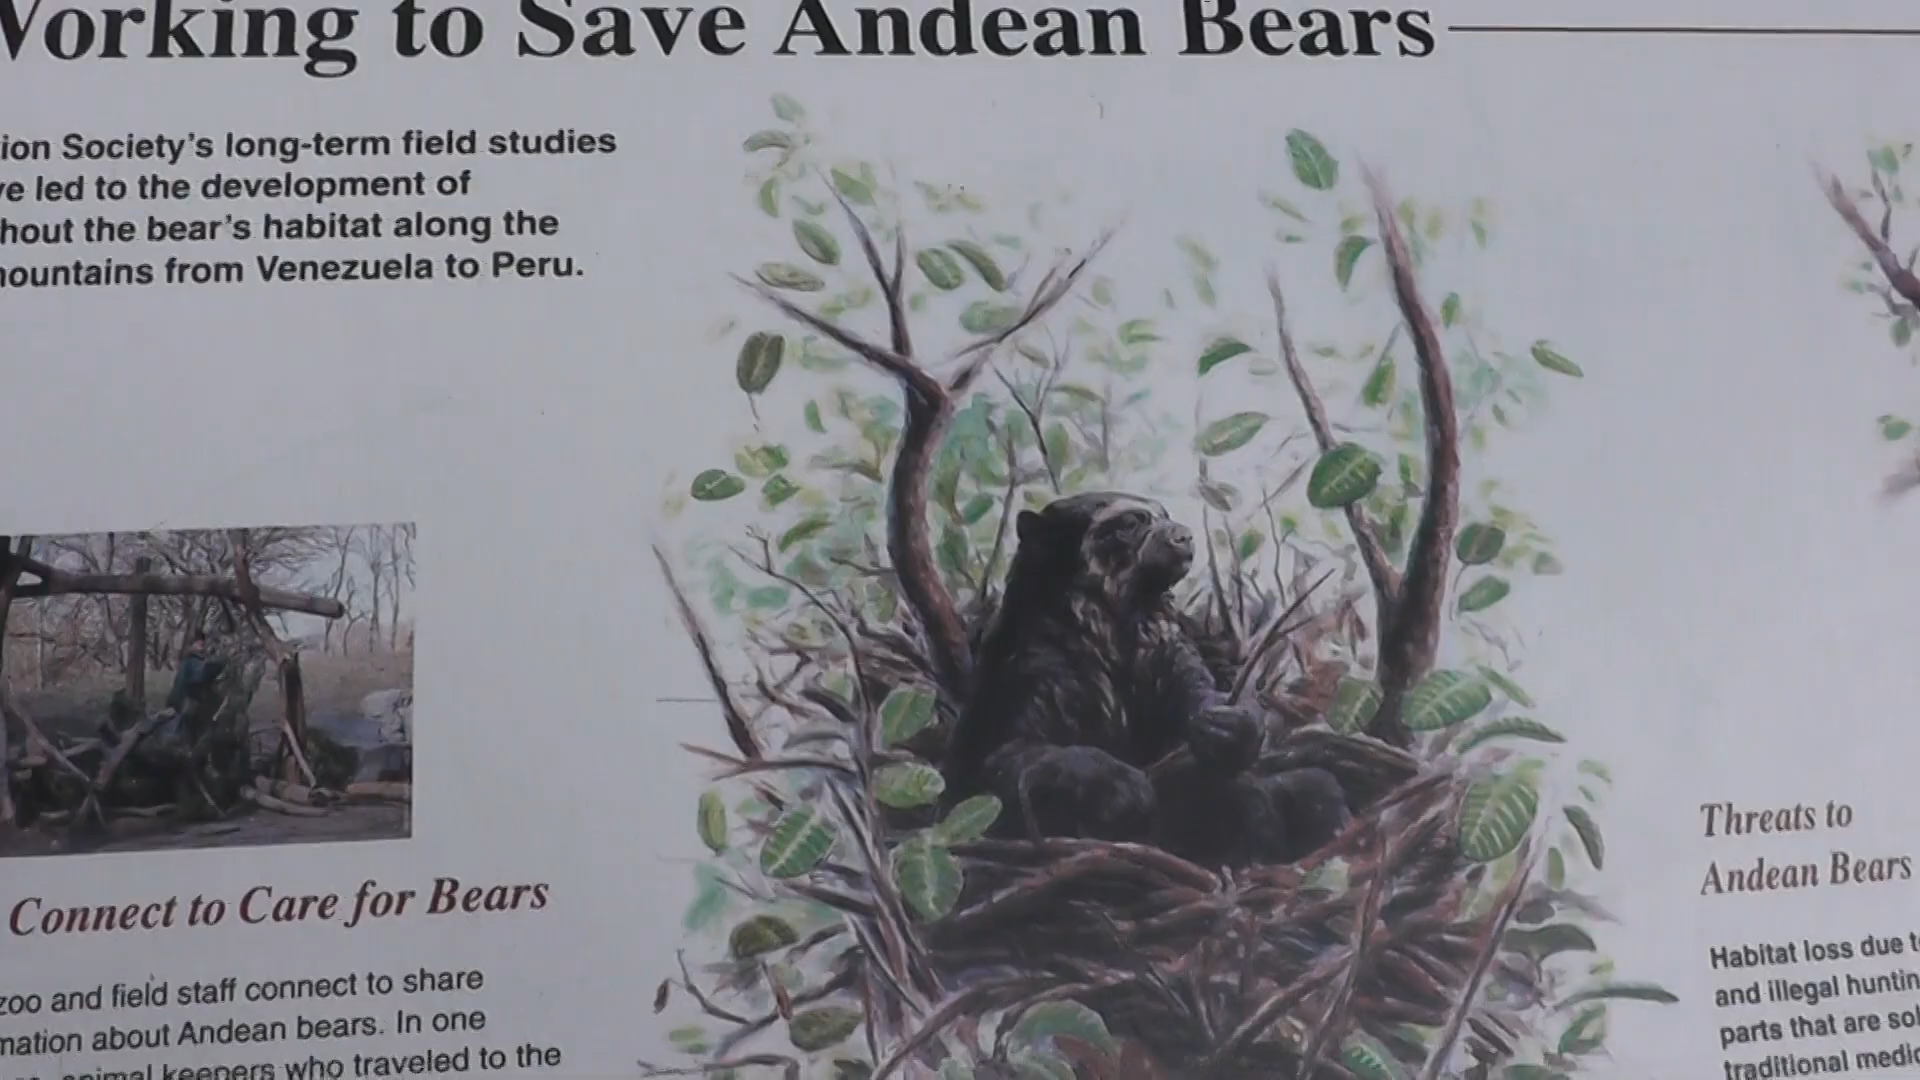 Working to Save Andean Bears
ion Society's long-term field studies
ve led to the development of
hout the bear's habitat along the
mountains from Venezuela to Peru.
Connect to Care for Bears
zoo and field staff connect to share
mation about Andean bears. In one
animal keepers who traveled to the
Threats to
Andean Bears
Habitat loss due t
and illegal huntin
parts that are sol
traditional medic